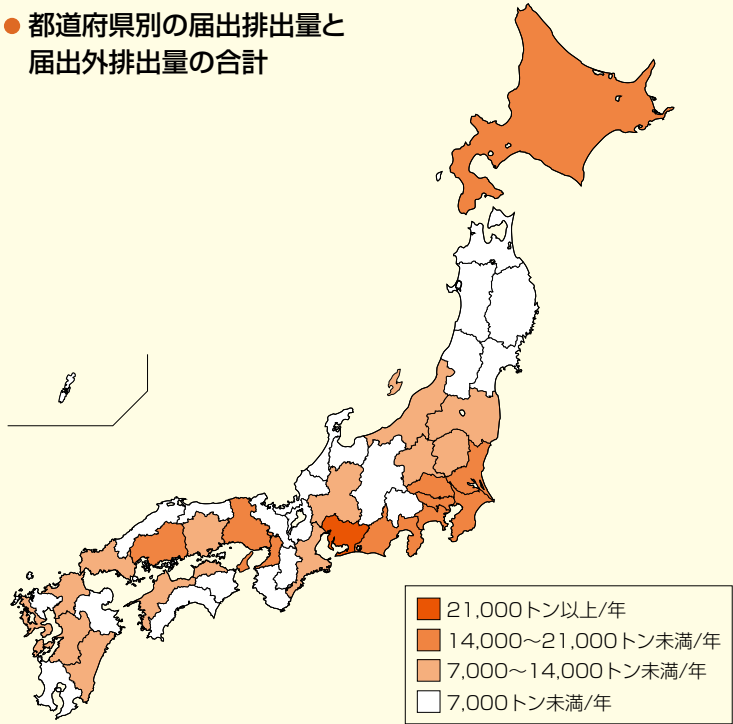 ● 都道府県別の届出排出量と
届出外排出量の合計
21,000トン以上/年
14,000〜21,000トン未満/年
7,000〜14,000トン未満/年
7,000トン未満/年